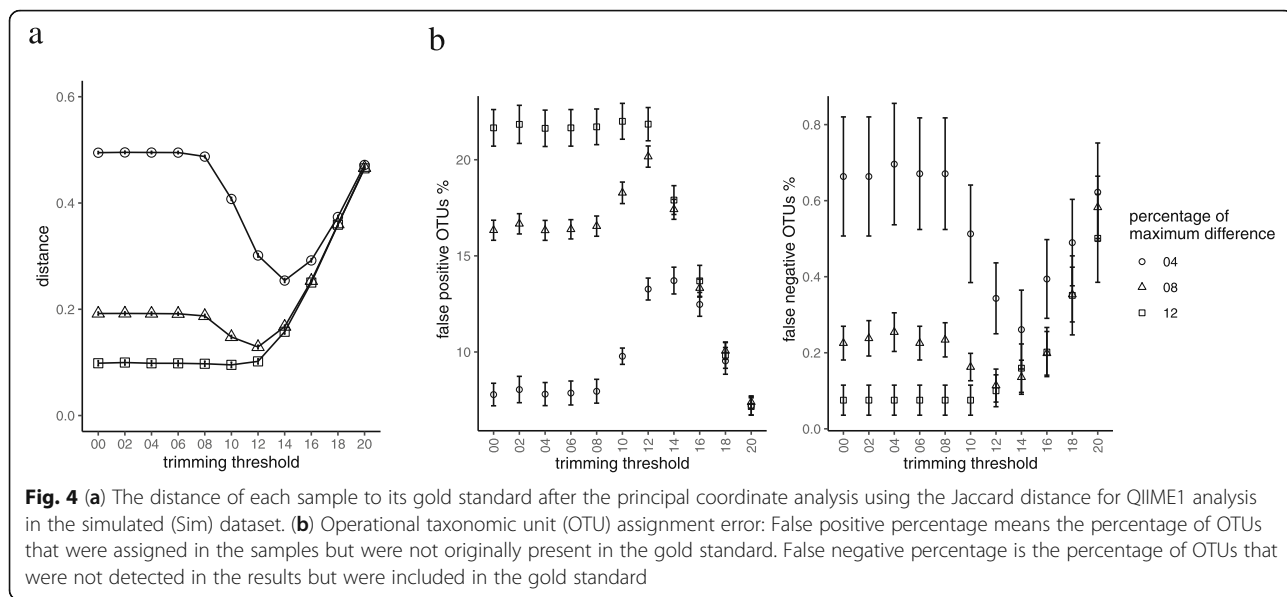 a
b
0.6
0.4
0.2
0.0
distance
00 02 04 06 08 10 12 14 16 18 20
trimming threshold
20
15
10
false positive OTUs %
00 02 04 06 08 10 12 14 16 18 20
trimming threshold
0.8
0.6
0.4
0.2
0.0
false negative OTUs %
00 02 04 06 08 10 12 14 16 18 20
trimming threshold
percentage of
maximum difference
04
08
12
Fig. 4 (a) The distance of each sample to its gold standard after the principal coordinate analysis using the Jaccard distance for QIIME1 analysis
in the simulated (Sim) dataset. (b) Operational taxonomic unit (OTU) assignment error: False positive percentage means the percentage of OTUs
that were assigned in the samples but were not originally present in the gold standard. False negative percentage is the percentage of OTUs that
were not detected in the results but were included in the gold standard